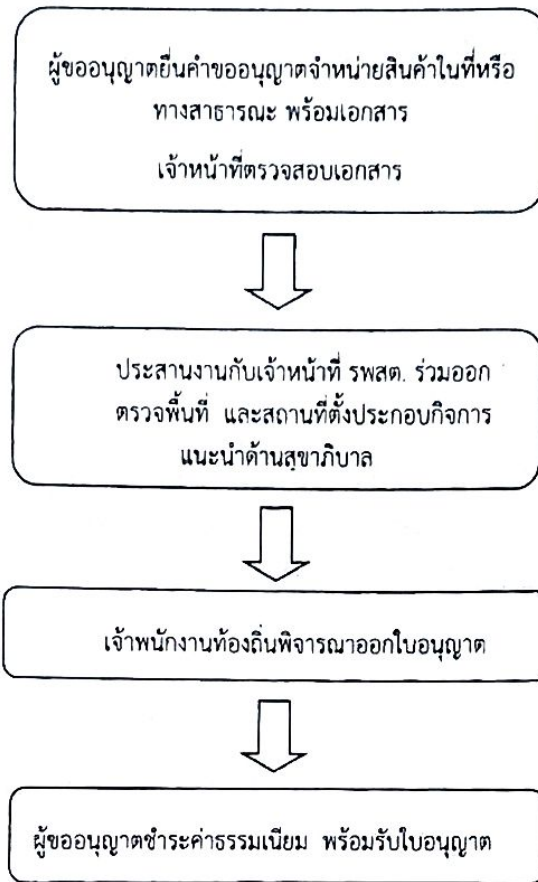 ผู้ขออนุญาตยื่นคำขออนุญาตจำหน่ายสินค้าในที่หรือ
ทางสาธารณะ พร้อมเอกสาร
เจ้าหน้าที่ตรวจสอบเอกสาร
ประสานงานกับเจ้าหน้าที่ รพสต. ร่วมออก
ตรวจพื้นที่ และสถานที่ตั้งประกอบกิจการ
แนะนำด้านสุขาภิบาล
เจ้าพนักงานท้องถิ่นพิจารณาออกใบอนุญาต
ผู้ขออนุญาตชำระค่าธรรมเนียม พร้อมรับใบอนุญาต